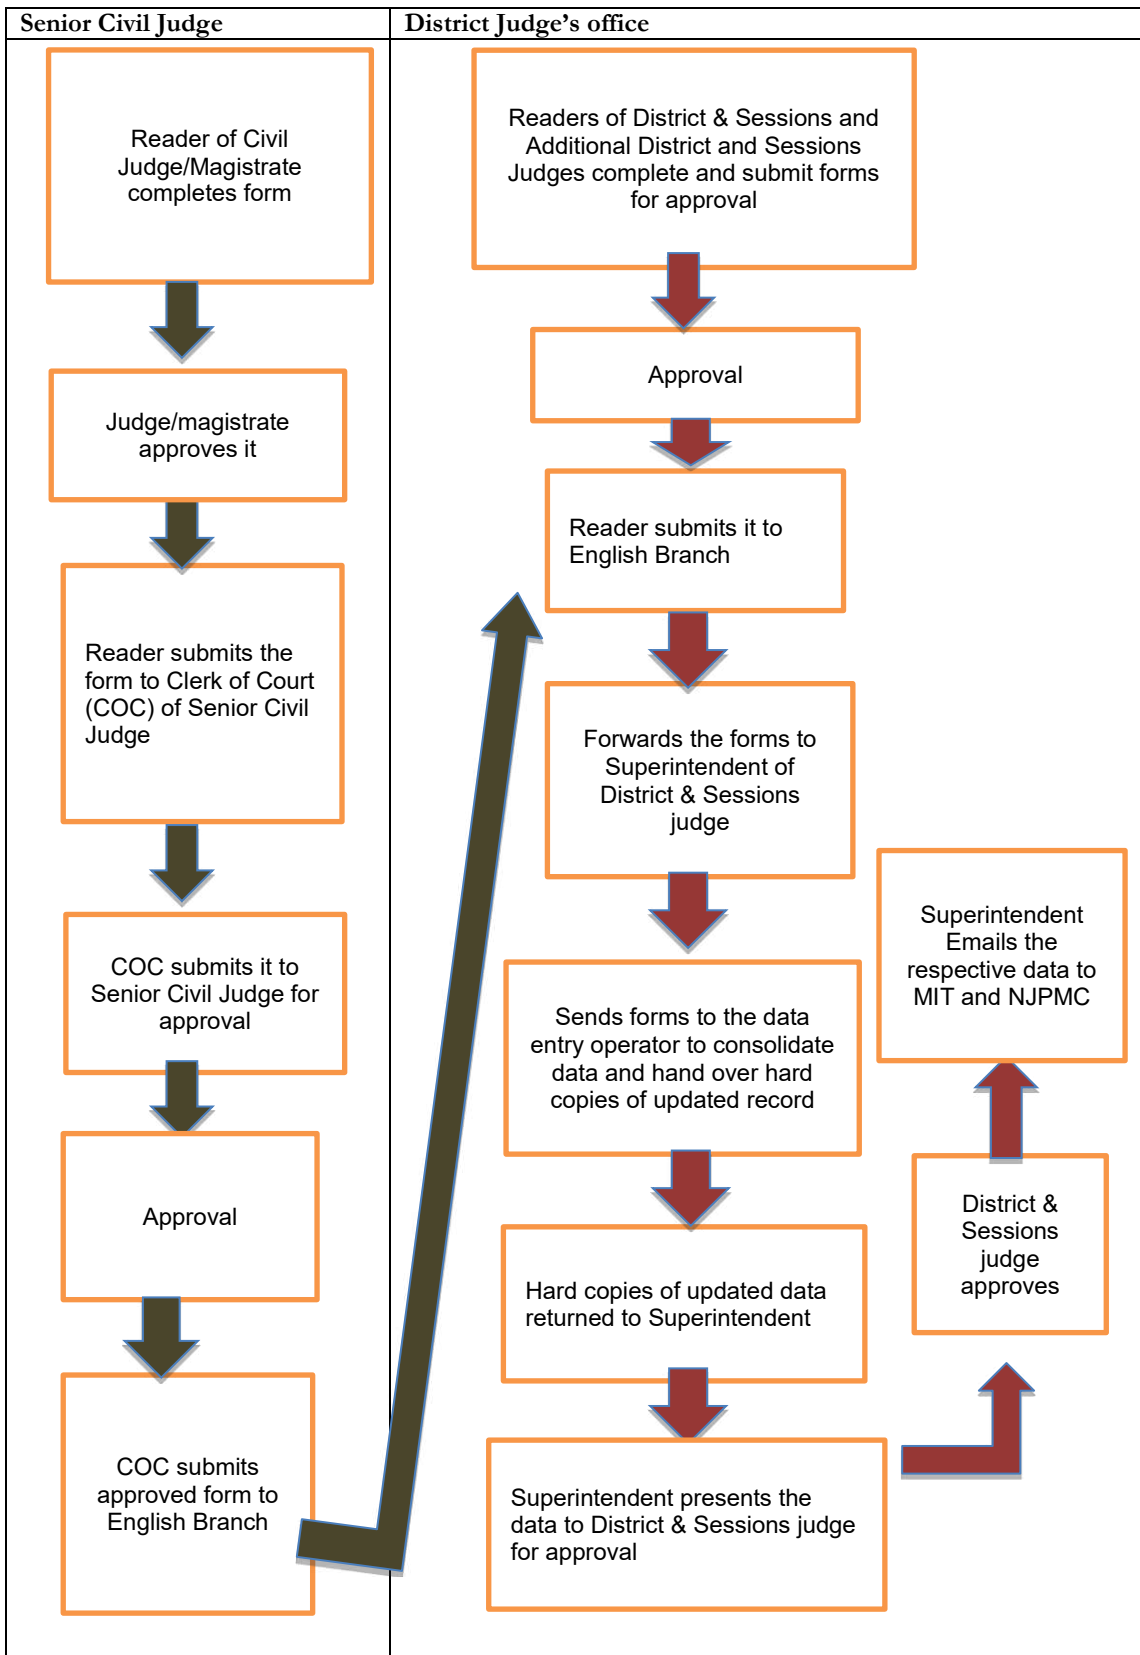 Senior Civil Judge
District Judge’s office
Reader of Civil
Judge/Magistrate
completes form
Judge/magistrate
approves it
Reader submits the
form to Clerk of Court
(COC) of Senior Civil
Judge
COC submits it to
Senior Civil Judge for
approval
Approval
COC submits
approved form to
English Branch
Readers of District & Sessions and
Additional District and Sessions
Judges complete and submit forms
for approval
Approval
Reader submits it to
English Branch
Forwards the forms to
Superintendent of
District & Sessions
judge
Sends forms to the data
entry operator to consolidate
data and hand over hard
copies of updated record
Hard copies of updated data
returned to Superintendent
Superintendent presents the
data to District & Sessions judge
for approval
District &
Sessions
judge
approves
Superintendent
Emails the
respective data to
MIT and NJPMC